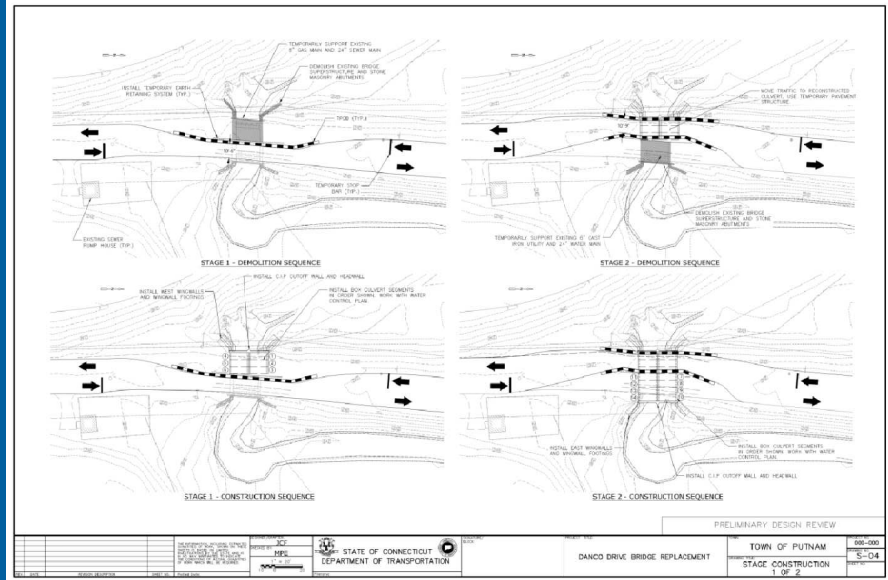 TEMPORARILY SUPPORT EXISTING
8" GAS MAIN AND 24" SEWER MAIN
DEMOLISH EXISTING BRIDGE
SUPERSTRUCTURE AND STONE
MASONRY ABUTMENTS
INSTALL TEMPORARY EARTH
RETAINING SYSTEM (TYP.)
TPCB (TYP.)
TEMPORARY STOP
BAR (TYP.)
EXISTING SEWER
PUMP HOUSE (TYP.)
STAGE 1 - DEMOLITION SEQUENCE
MOVE TRAFFIC TO RECONSTRUCTED
CULVERT, USE TEMPORARY PAVEMENT
STRUCTURE
DEMOLISH EXISTING BRIDGE
SUPERSTRUCTURE AND STONE
MASONRY ABUTMENTS
TEMPORARILY SUPPORT EXISTING 6" CAST
IRON UTILITY AND WATER MAIN
STAGE 2 - DEMOLITION SEQUENCE
INSTALL C.I.P CUTOFF WALL AND HEADWALL
INSTALL WEST WINGWALLS
AND WINGWALL FOOTINGS
INSTALL BOX CULVERT SEGMENTS
IN ORDER SHOWN. WORK WITH WATER
CONTROL PLAN
STAGE 1 - CONSTRUCTION SEQUENCE
INSTALL EAST WINGWALLS
AND WINGWALL FOOTINGS
INSTALL BOX CULVERT SEGMENTS
IN ORDER SHOWN. WORK WITH WATER
CONTROL PLAN
INSTALL C.I.P CUTOFF WALL AND HEADWALL
STAGE 2 - CONSTRUCTION SEQUENCE
PRELIMINARY DESIGN REVIEW
REV. DATE REVISION DESCRIPTION SHEET NO.
JCF
STATE OF CONNECTICUT
DEPARTMENT OF TRANSPORTATION
DANCO DRIVE BRIDGE REPLACEMENT
TOWN OF PUTNAM
STAGE CONSTRUCTION
1 OF 2
000-000
S-04